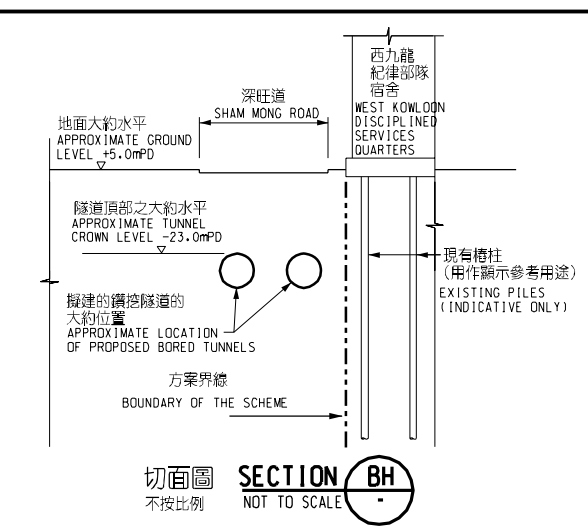 西九龍
紀律部隊
宿舍
WEST KOWLOON
DISCIPLINED
SERVICES
QUARTERS
深旺道
SHAM MONG ROAD
地面大約水平
APPROXIMATE GROUND
LEVEL +5.0mPD
隧道頂部之大約水平
APPROXIMATE TUNNEL
CROWN LEVEL -23.0mPD
現有樁柱
(用作顯示參考用途)
EXISTING PILES
(INDICATIVE ONLY)
擬建的鑽挖隧道的
大約位置
APPROXIMATE LOCATION
OF PROPOSED BORED TUNNELS
方案界線
BOUNDARY OF THE SCHEME
切面圖 SECTION BH
不按比例 NOT TO SCALE -